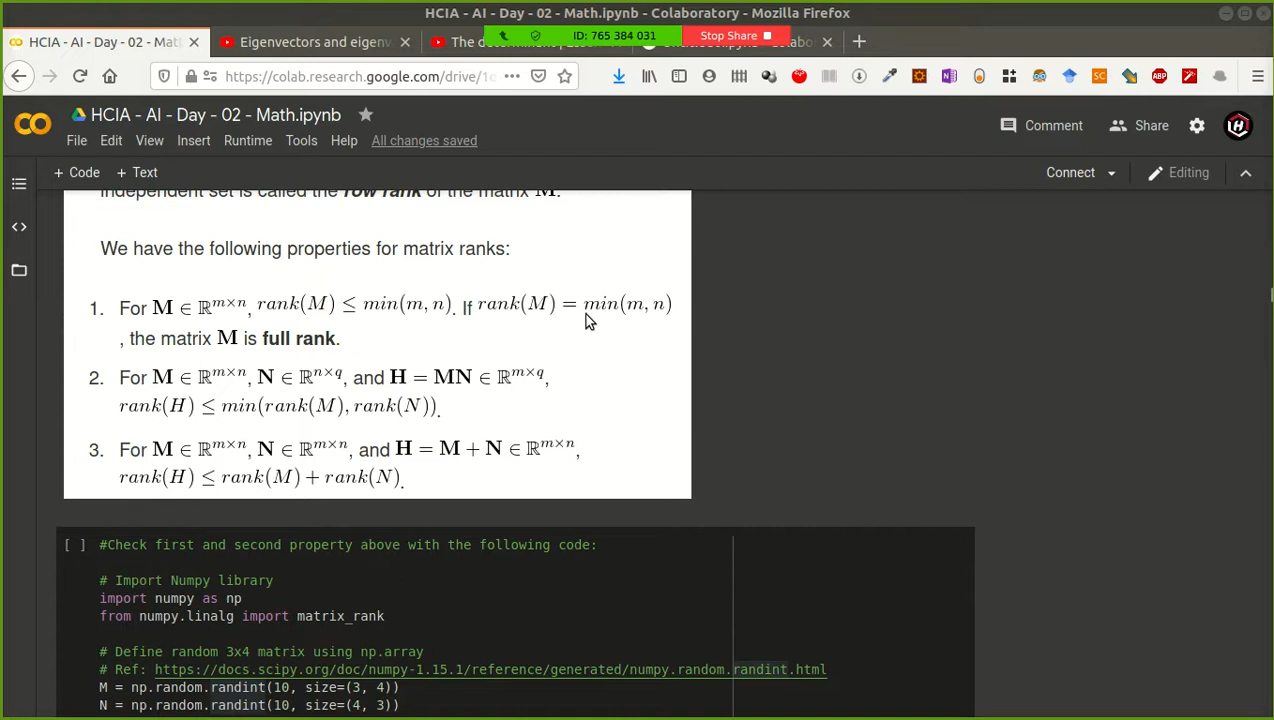 HCIA - AI - Day - 02 - Math.ipynb - Colaboratory - Mozilla Firefox
HCIA - AI - Day - 02 - Math
Eigenvectors and eigenv
ID: 765 384 031
Stop Share
https://colab.research.google.com/drive/1
HCIA - AI - Day - 02 - Math.ipynb
Comment
Share
File Edit View Insert Runtime Tools Help All changes saved
+ Code + Text
Connect
Editing
independent set is called the row rank of the matrix M.
We have the following properties for matrix ranks:
1. For M ∈ ℝ^{m×n}, rank(M) ≤ min(m, n). If rank(M) = min(m, n)
, the matrix M is full rank.
2. For M ∈ ℝ^{m×n}, N ∈ ℝ^{n×q}, and H = MN ∈ ℝ^{m×q},
rank(H) ≤ min(rank(M), rank(N)).
3. For M ∈ ℝ^{m×n}, N ∈ ℝ^{m×n}, and H = M + N ∈ ℝ^{m×n},
rank(H) ≤ rank(M) + rank(N).
[ ] #Check first and second property above with the following code:
# Import Numpy library
import numpy as np
from numpy.linalg import matrix_rank
# Define random 3x4 matrix using np.array
# Ref: https://docs.scipy.org/doc/numpy-1.15.1/reference/generated/numpy.random.randint.html
M = np.random.randint(10, size=(3, 4))
N = np.random.randint(10, size=(4, 3))